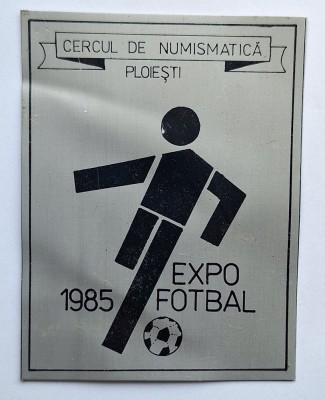 CERCUL DE NUMISMATICĂ
PLOIEȘTI
EXPO
1985 FOTBAL